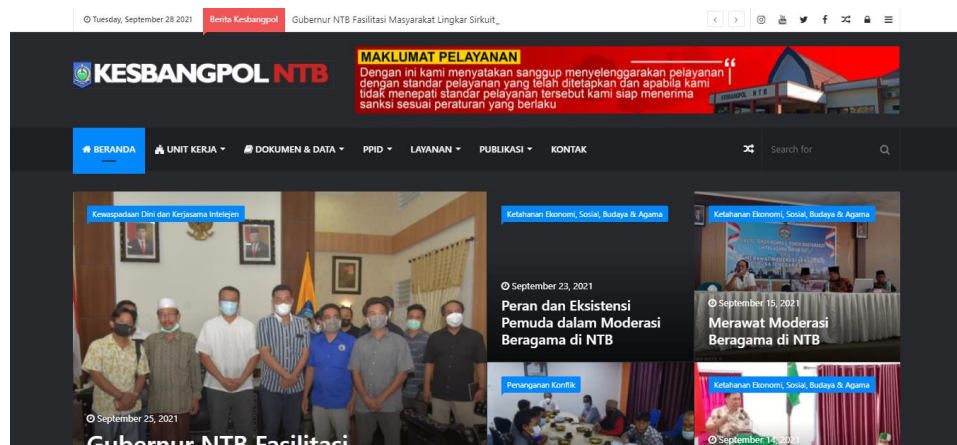 Tuesday, September 28 2021
Berita Kesbangpol
Gubernur NTB Fasilitasi Masyarakat Lingkar Sirkuit_
KESBANGPOL NTB
MAKLUMAT PELAYANAN
Dengan ini kami menyatakan sanggup menyelenggarakan pelayanan
dengan standar pelayanan yang telah ditetapkan dan apabila kami
tidak menepati standar pelayanan tersebut kami siap menerima
sanksi sesuai peraturan yang berlaku
BERANDA
UNIT KERJA
DOKUMEN & DATA
PPID
LAYANAN
PUBLIKASI
KONTAK
Search for
Kewaspadaan Dini dan Kerjasama Intelejen
September 25, 2021
Gubernur NTB Fasilitasi
Ketahanan Ekonomi, Sosial, Budaya & Agama
September 23, 2021
Peran dan Eksistensi
Pemuda dalam Moderasi
Beragama di NTB
Ketahanan Ekonomi, Sosial, Budaya & Agama
September 15, 2021
Merawat Moderasi
Beragama di NTB
Penanganan Konflik
Ketahanan Ekonomi, Sosial, Budaya & Agama
September 14, 2021